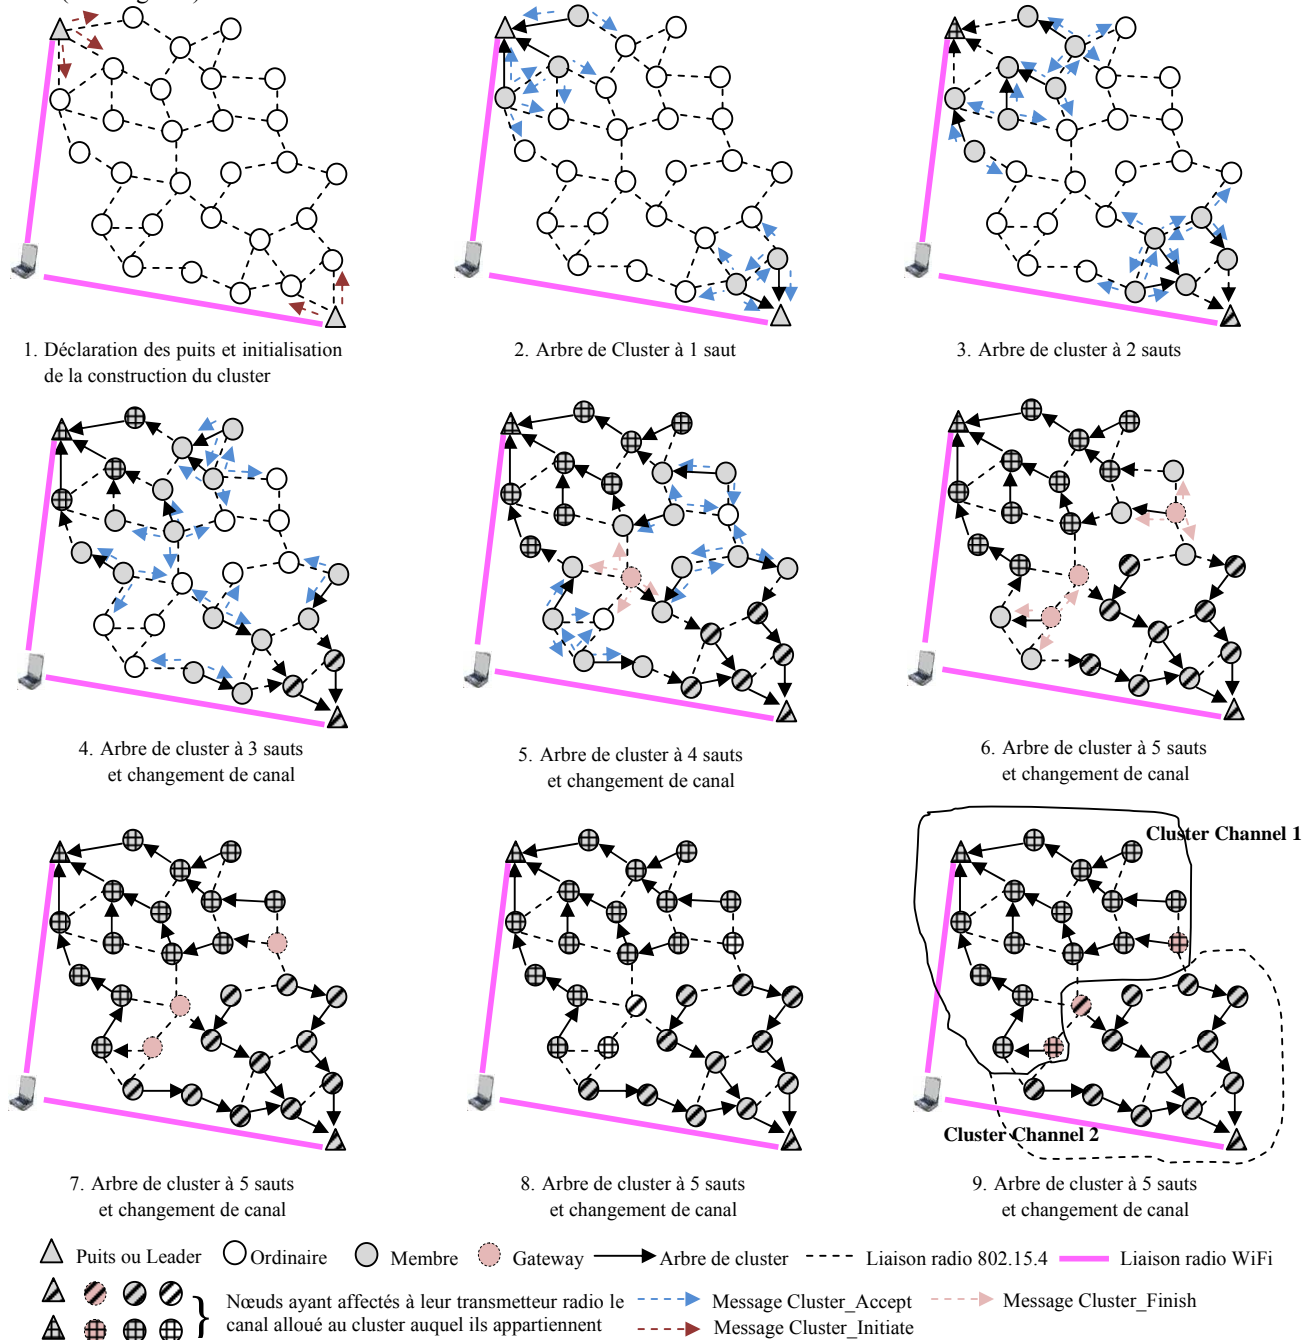 1. Déclaration des puits et initialisation
de la construction du cluster
2. Arbre de Cluster à 1 saut
3. Arbre de cluster à 2 sauts
4. Arbre de cluster à 3 sauts
et changement de canal
5. Arbre de cluster à 4 sauts
et changement de canal
6. Arbre de cluster à 5 sauts
et changement de canal
Cluster Channel 1
Cluster Channel 2
7. Arbre de cluster à 5 sauts
et changement de canal
8. Arbre de cluster à 5 sauts
et changement de canal
9. Arbre de cluster à 5 sauts
et changement de canal
Puits ou Leader
Ordinaire
Membre
Gateway
Arbre de cluster
Liaison radio 802.15.4
Liaison radio WiFi
Nœuds ayant affectés à leur transmetteur radio le
canal alloué au cluster auquel ils appartiennent
Message Cluster_Accept
Message Cluster_Finish
Message Cluster_Initiate